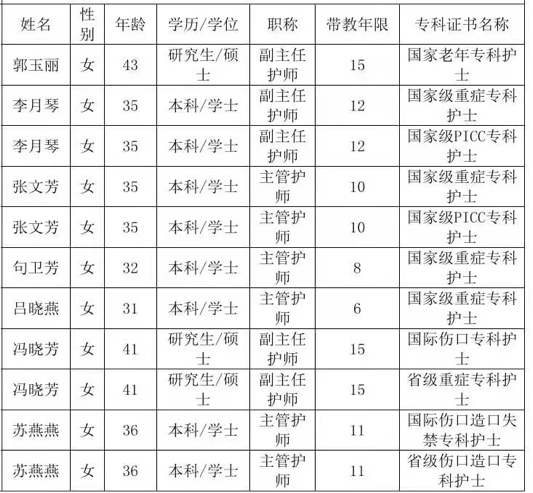 姓名 性别 年龄 学历/学位 职称 带教年限 专科证书名称
郭玉丽 女 43 研究生/硕士 副主任护师 15 国家老年专科护士
李月琴 女 35 本科/学士 副主任护师 12 国家级重症专科护士
李月琴 女 35 本科/学士 副主任护师 12 国家级PICC专科护士
张文芳 女 35 本科/学士 主管护师 10 国家级重症专科护士
张文芳 女 35 本科/学士 主管护师 10 国家级PICC专科护士
句卫芳 女 32 本科/学士 主管护师 8 国家级重症专科护士
吕晓燕 女 31 本科/学士 主管护师 6 国家级重症专科护士
冯晓芳 女 41 研究生/硕士 副主任护师 15 国际伤口专科护士
冯晓芳 女 41 研究生/硕士 副主任护师 15 省级重症专科护士
苏燕燕 女 36 本科/学士 主管护师 11 国际伤口造口失禁专科护士
苏燕燕 女 36 本科/学士 主管护师 11 省级伤口造口专科护士